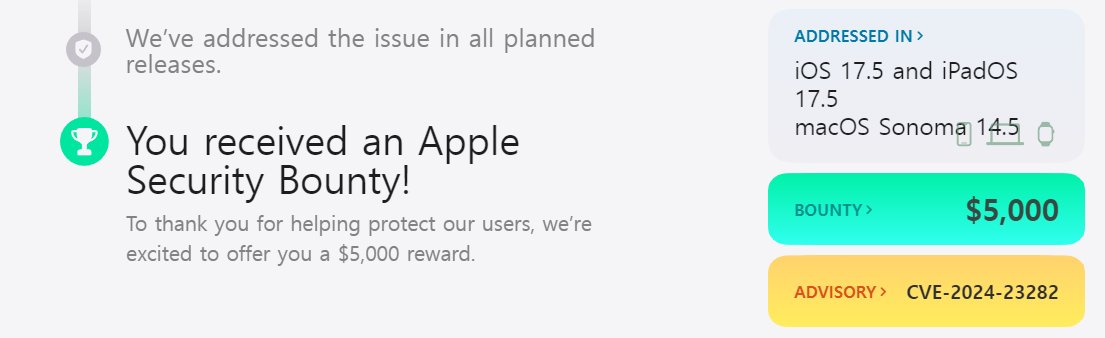 We’ve addressed the issue in all planned
releases.
You received an Apple
Security Bounty!
To thank you for helping protect our users, we’re
excited to offer you a $5,000 reward.
ADDRESSED IN >
iOS 17.5 and iPadOS
17.5
macOS Sonoma 14.5
BOUNTY > $5,000
ADVISORY > CVE-2024-23282